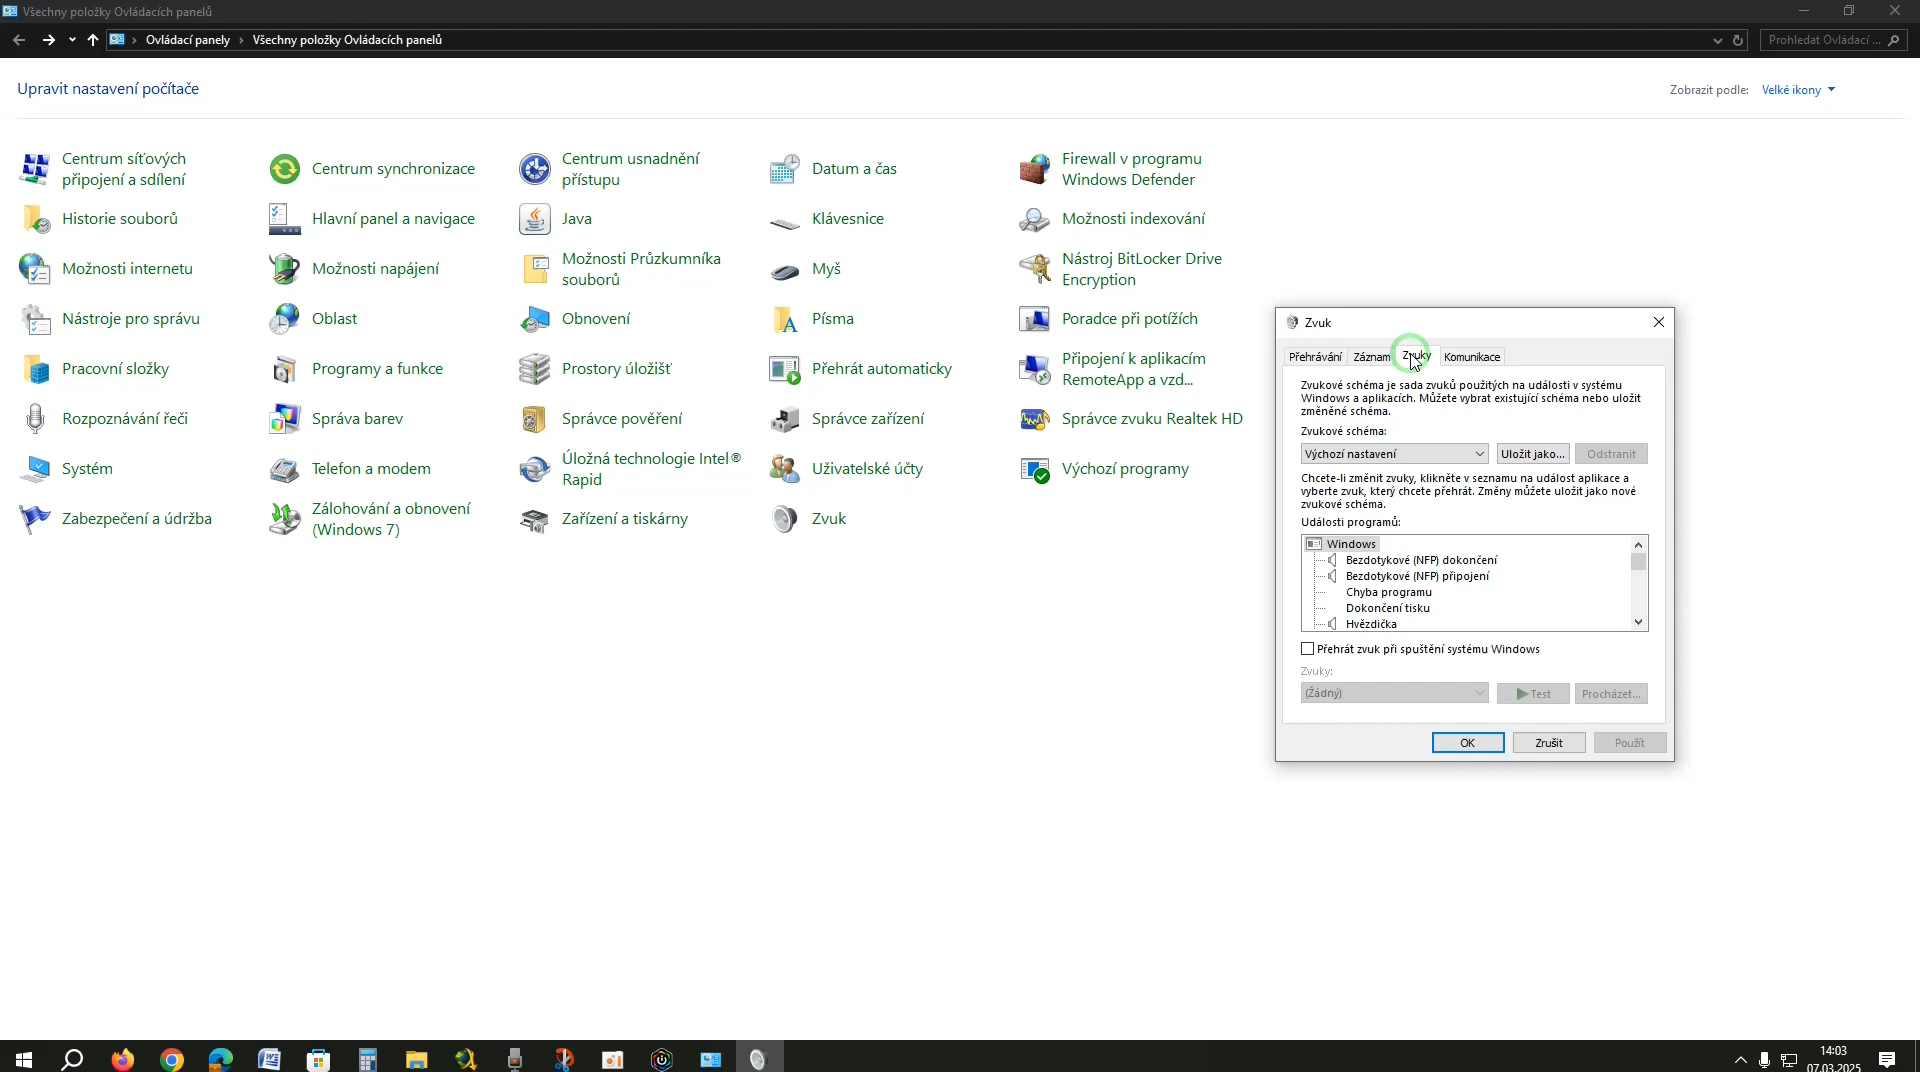 Všechny položky Ovládacích panelů
Ovládací panely › Všechny položky Ovládacích panelů
Prohledat Ovládací ...
Upravit nastavení počítače
Zobrazit podle: Velké ikony
Centrum síťových
připojení a sdílení
Centrum synchronizace
Centrum usnadnění
přístupu
Datum a čas
Firewall v programu
Windows Defender
Historie souborů
Hlavní panel a navigace
Java
Klávesnice
Možnosti indexování
Možnosti internetu
Možnosti napájení
Možnosti Průzkumníka
souborů
Myš
Nástroj BitLocker Drive
Encryption
Nástroje pro správu
Oblast
Obnovení
Písma
Poradce při potížích
Pracovní složky
Programy a funkce
Prostory úložišť
Přehrát automaticky
Připojení k aplikacím
RemoteApp a vzd...
Rozpoznávání řeči
Správa barev
Správce pověření
Správce zařízení
Správce zvuku Realtek HD
Systém
Telefon a modem
Úložná technologie Intel®
Rapid
Uživatelské účty
Výchozí programy
Zabezpečení a údržba
Zálohování a obnovení
(Windows 7)
Zařízení a tiskárny
Zvuk
Zvuk
Přehrávání Záznam Zvuky Komunikace
Zvukové schéma je sada zvuků použitých na události v systému
Windows a aplikacích. Můžete vybrat existující schéma nebo uložit
změněné schéma.
Zvukové schéma:
Výchozí nastavení Uložit jako... Odstranit
Chcete-li změnit zvuky, klikněte v seznamu na událost aplikace a
vyberte zvuk, který chcete přehrát. Změny můžete uložit jako nové
zvukové schéma.
Události programů:
Windows
Bezdotykové (NFP) dokončení
Bezdotykové (NFP) připojení
Chyba programu
Dokončení tisku
Hvězdička
Přehrát zvuk při spuštění systému Windows
Zvuky:
(Žádný) Test Procházet...
OK Zrušit Použít
14:03
07.03.2025